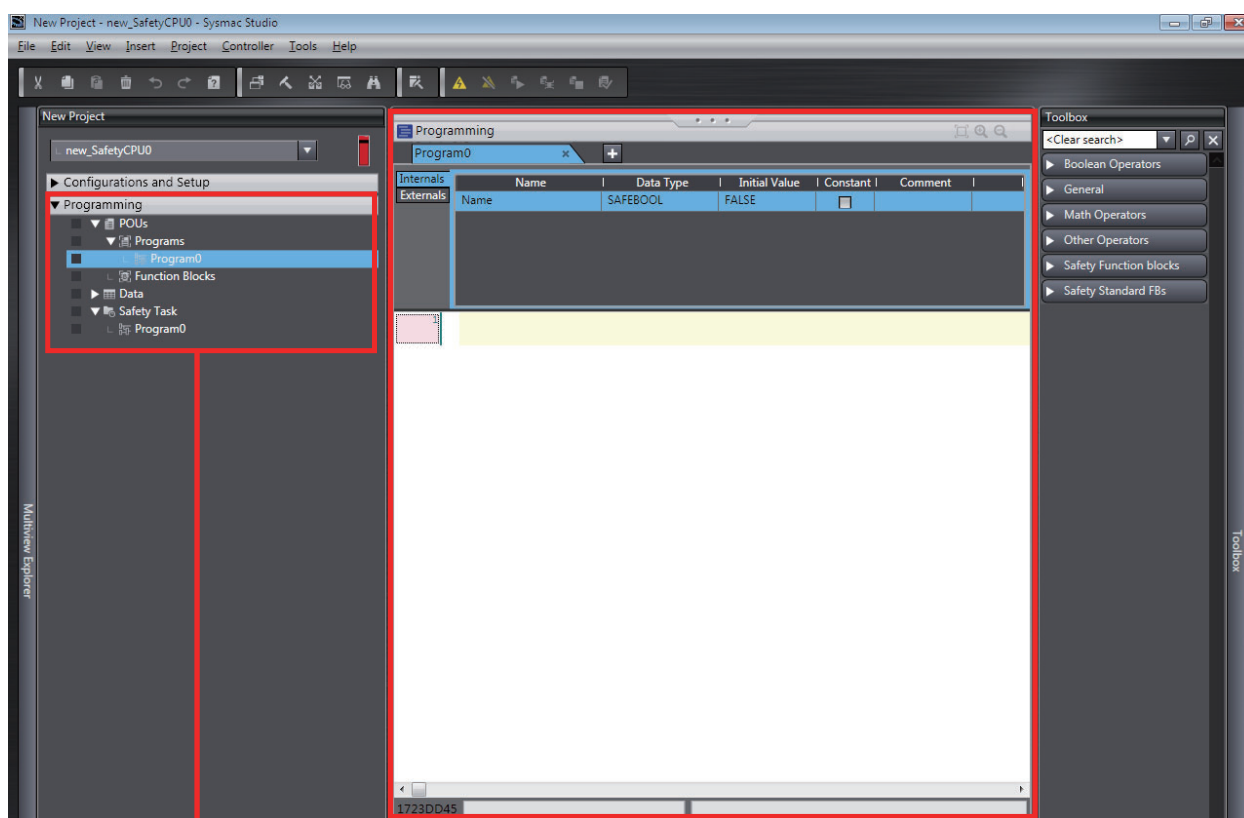 New Project - new_SafetyCPU0 - Sysmac Studio
File Edit View Insert Project Controller Tools Help
New Project
new_SafetyCPU0
Configurations and Setup
Programming
POUs
Programs
Program0
Function Blocks
Data
Safety Task
Program0
Multiview Explorer
Programming
Program0
Internals
Externals
Name Data Type Initial Value Constant Comment
Name SAFEBOOL FALSE
1
1723DD45
Toolbox
<Clear search>
Boolean Operators
General
Math Operators
Other Operators
Safety Function blocks
Safety Standard FBs
Toolbox